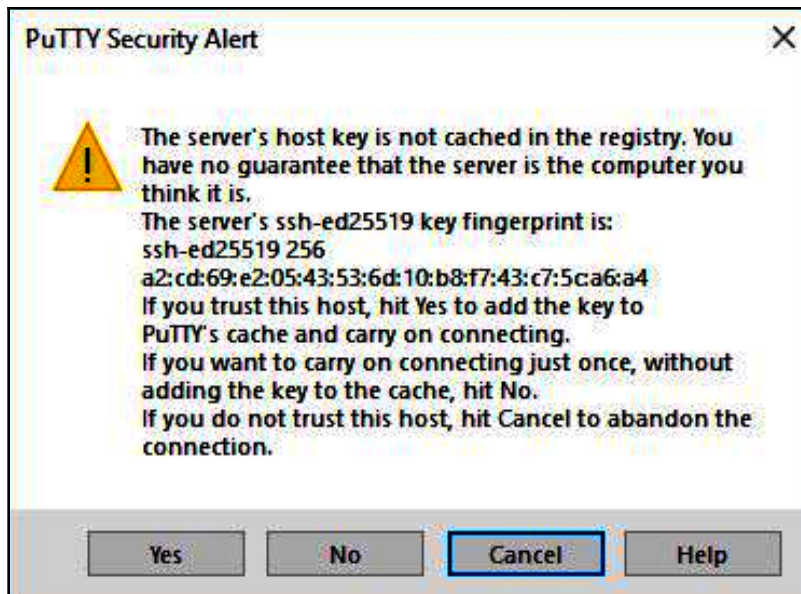 PuTTY Security Alert
The server's host key is not cached in the registry. You
have no guarantee that the server is the computer you
think it is.
The server's ssh-ed25519 key fingerprint is:
ssh-ed25519 256
a2:cd:69:e2:05:43:53:6d:10:b8:f7:43:c7:5c:a6:a4
If you trust this host, hit Yes to add the key to
PuTTY's cache and carry on connecting.
If you want to carry on connecting just once, without
adding the key to the cache, hit No.
If you do not trust this host, hit Cancel to abandon the
connection.
Yes No Cancel Help